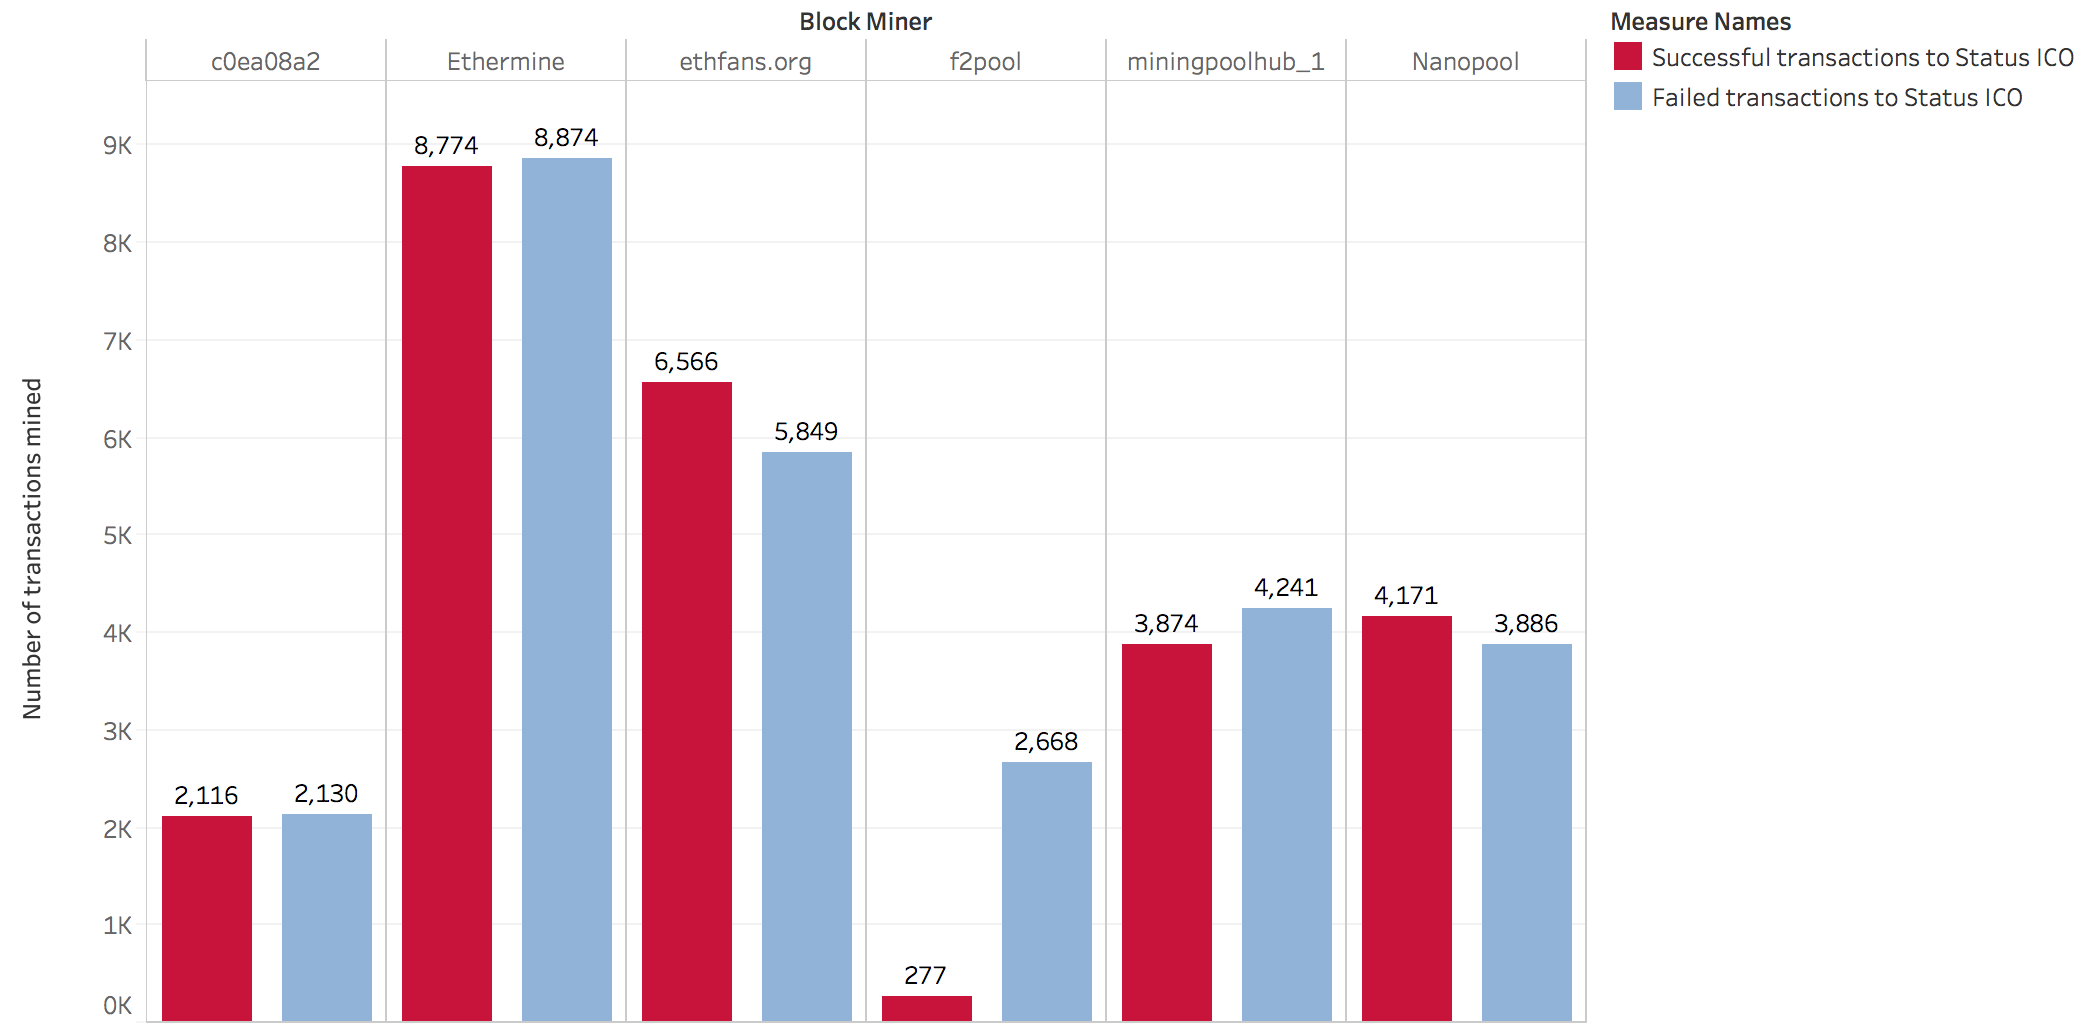 Block Miner
c0ea08a2 Ethermine ethfans.org f2pool miningpoolhub_1 Nanopool
Measure Names
Successful transactions to Status ICO
Failed transactions to Status ICO
Number of transactions mined
9K
8K
7K
6K
5K
4K
3K
2K
1K
0K
2,116 2,130
8,774 8,874
6,566 5,849
277 2,668
3,874 4,241
4,171 3,886